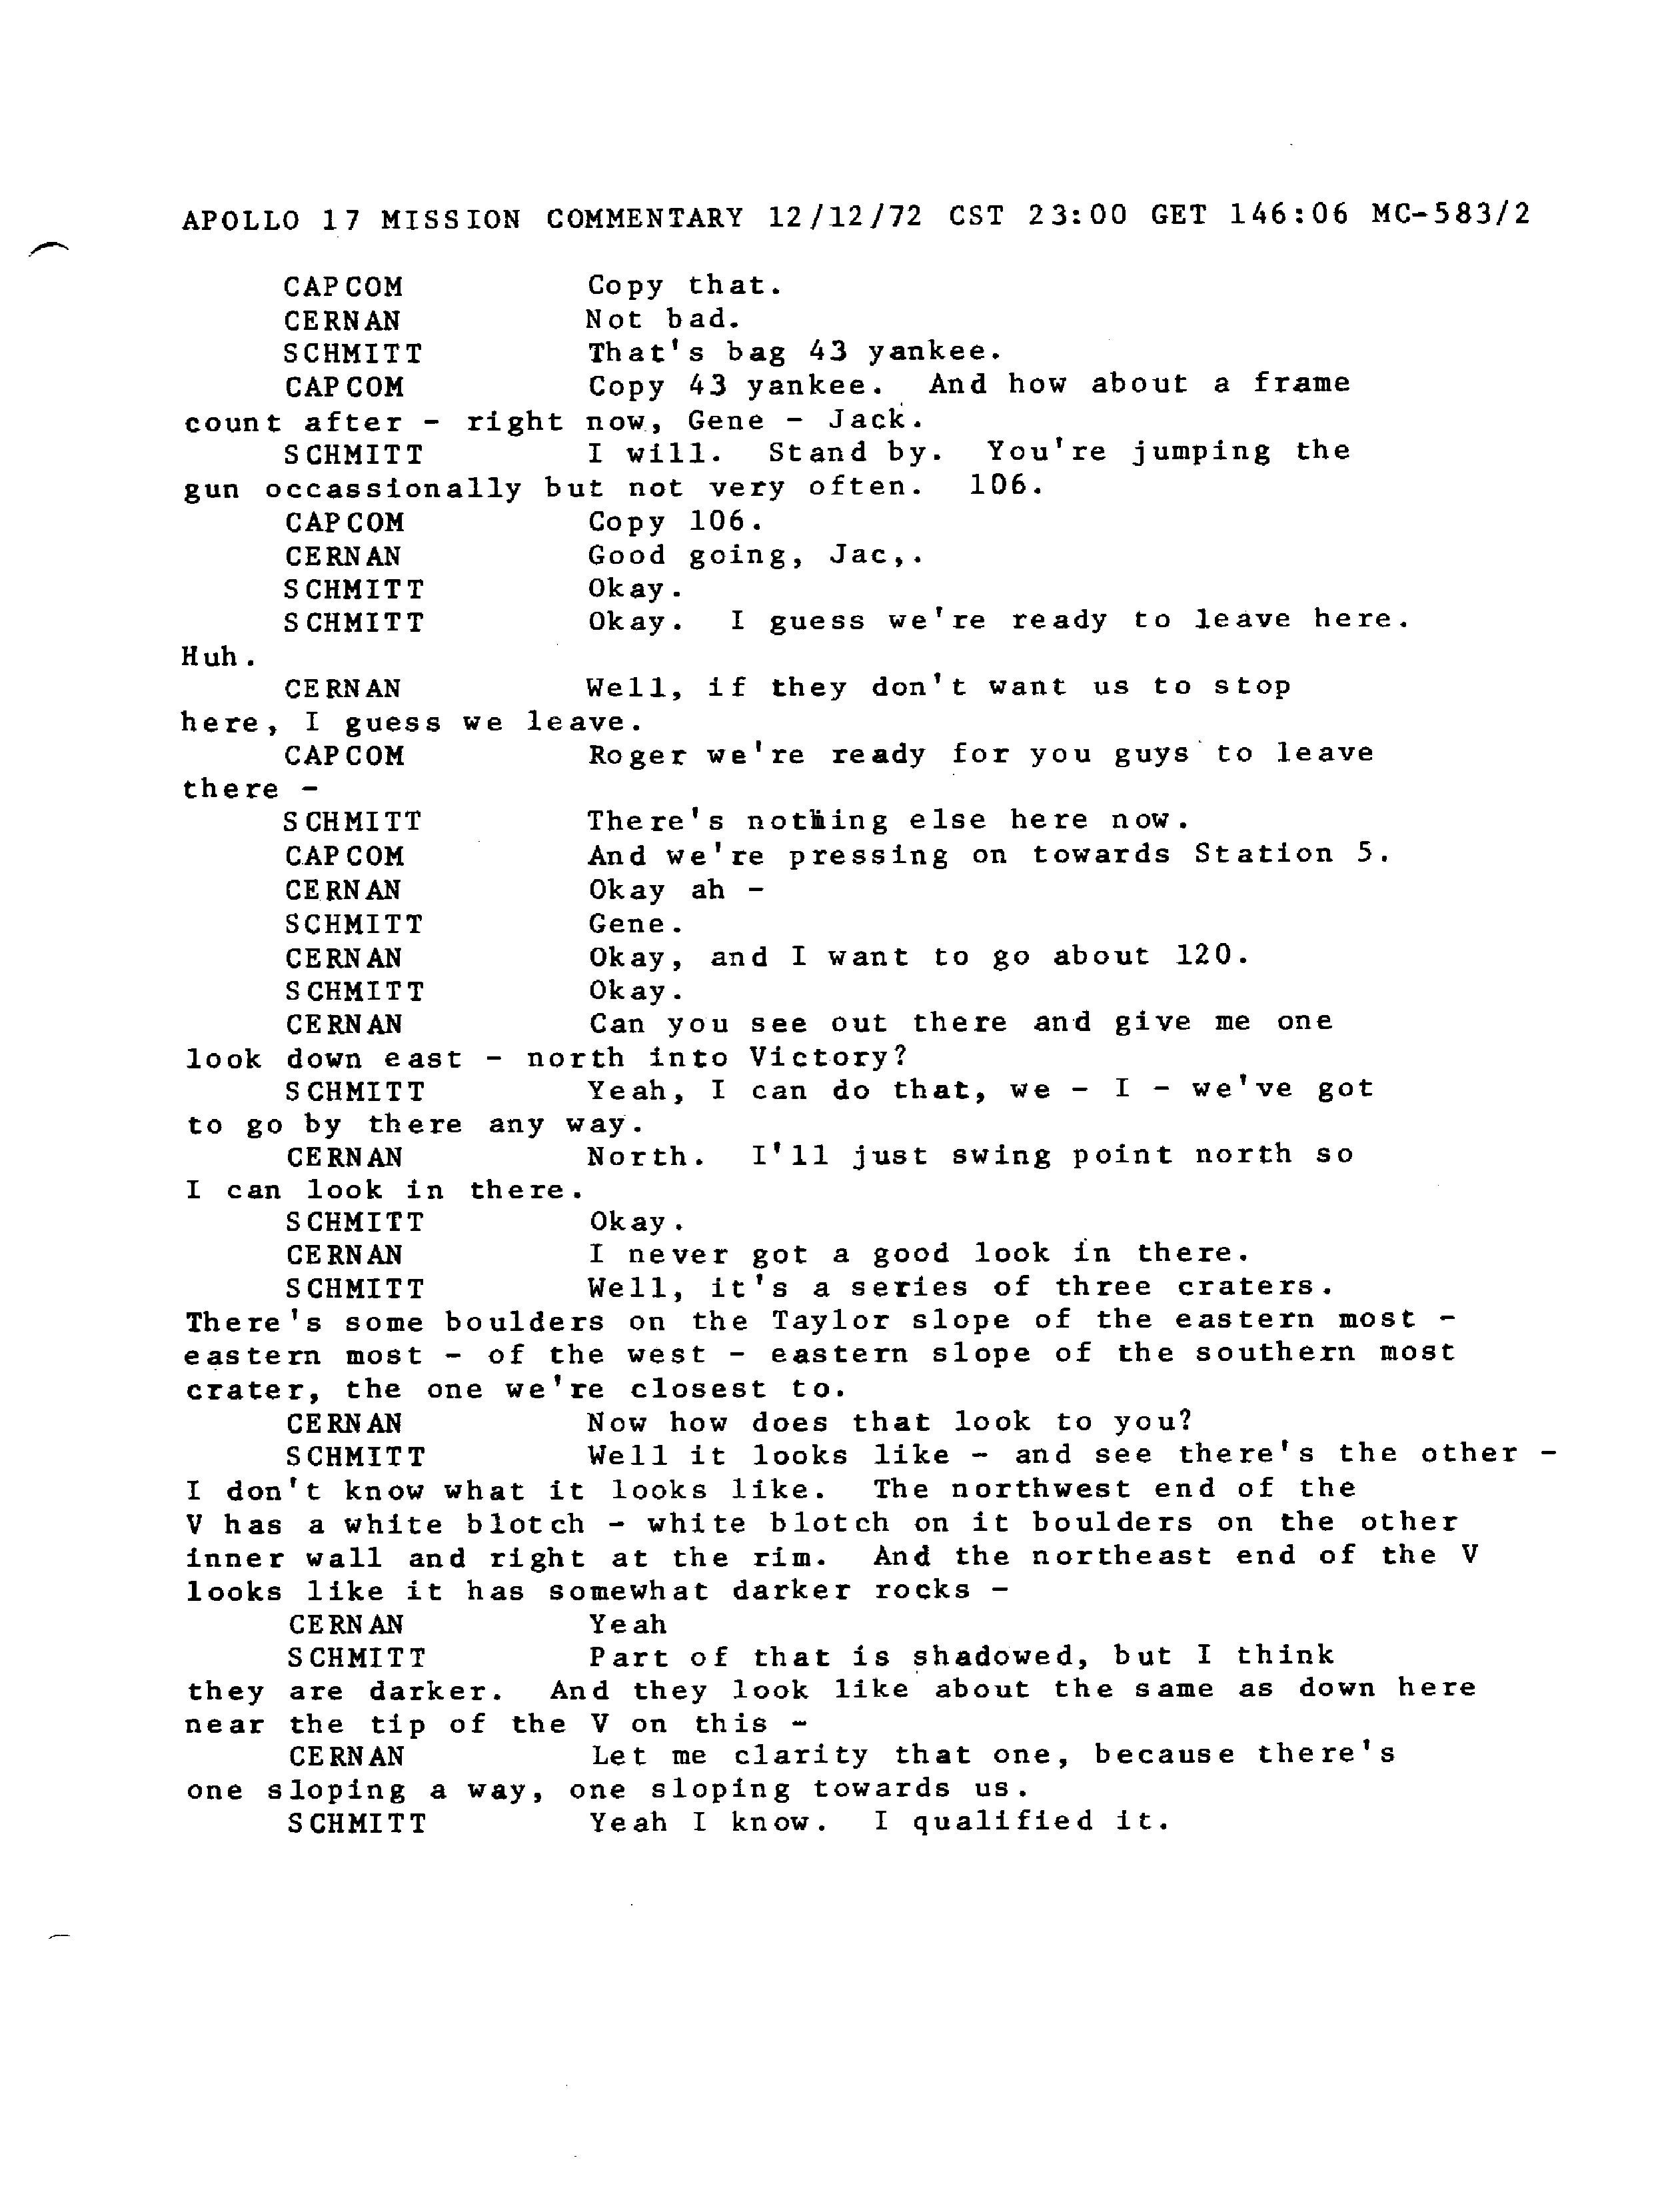 APOLLO 17 MISSION COMMENTARY 12/12/72 CST 23:00 GET 146:06 MC-583/2
CAPCOM Copy that.
CERNAN Not bad.
SCHMITT That's bag 43 yankee.
CAPCOM Copy 43 yankee. And how about a frame
count after - right now, Gene - Jack.
SCHMITT I will. Stand by. You're jumping the
gun occassionally but not very often. 106.
CAPCOM Copy 106.
CERNAN Good going, Jac,.
SCHMITT Okay.
SCHMITT Okay. I guess we're ready to leave here.
Huh.
CERNAN Well, if they don't want us to stop
here, I guess we leave.
CAPCOM Roger we're ready for you guys to leave
there -
SCHMITT There's nothing else here now.
CAPCOM And we're pressing on towards Station 5.
CERNAN Okay ah -
SCHMITT Gene.
CERNAN Okay, and I want to go about 120.
SCHMITT Okay.
CERNAN Can you see out there and give me one
look down east - north into Victory?
SCHMITT Yeah, I can do that, we - I - we've got
to go by there any way.
CERNAN North. I'll just swing point north so
I can look in there.
SCHMITT Okay.
CERNAN I never got a good look in there.
SCHMITT Well, it's a series of three craters.
There's some boulders on the Taylor slope of the eastern most -
eastern most - of the west - eastern slope of the southern most
crater, the one we're closest to.
CERNAN Now how does that look to you?
SCHMITT Well it looks like - and see there's the other -
I don't know what it looks like. The northwest end of the
V has a white blotch - white blotch on it boulders on the other
inner wall and right at the rim. And the northeast end of the V
looks like it has somewhat darker rocks -
CERNAN Yeah
SCHMITT Part of that is shadowed, but I think
they are darker. And they look like about the same as down here
near the tip of the V on this -
CERNAN Let me clarity that one, because there's
one sloping a way, one sloping towards us.
SCHMITT Yeah I know. I qualified it.